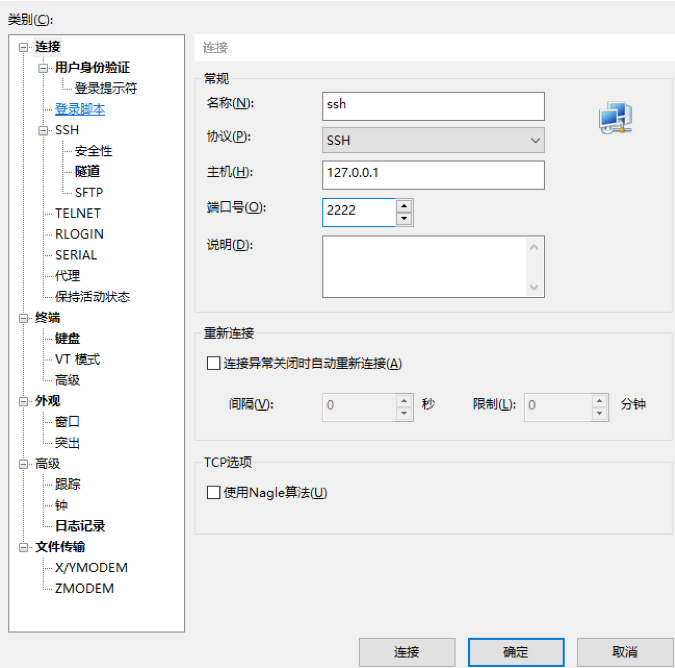 类别(C):
连接
用户身份验证
登录提示符
登录脚本
SSH
安全性
隧道
SFTP
TELNET
RLOGIN
SERIAL
代理
保持活动状态
终端
键盘
VT 模式
高级
外观
窗口
突出
高级
跟踪
钟
日志记录
文件传输
X/YMODEM
ZMODEM
连接
常规
名称(N): ssh
协议(P): SSH
主机(H): 127.0.0.1
端口号(O): 2222
说明(D):
重新连接
连接异常关闭时自动重新连接(A)
间隔(V): 0 秒 限制(L): 0 分钟
TCP选项
使用Nagle算法(U)
连接 确定 取消